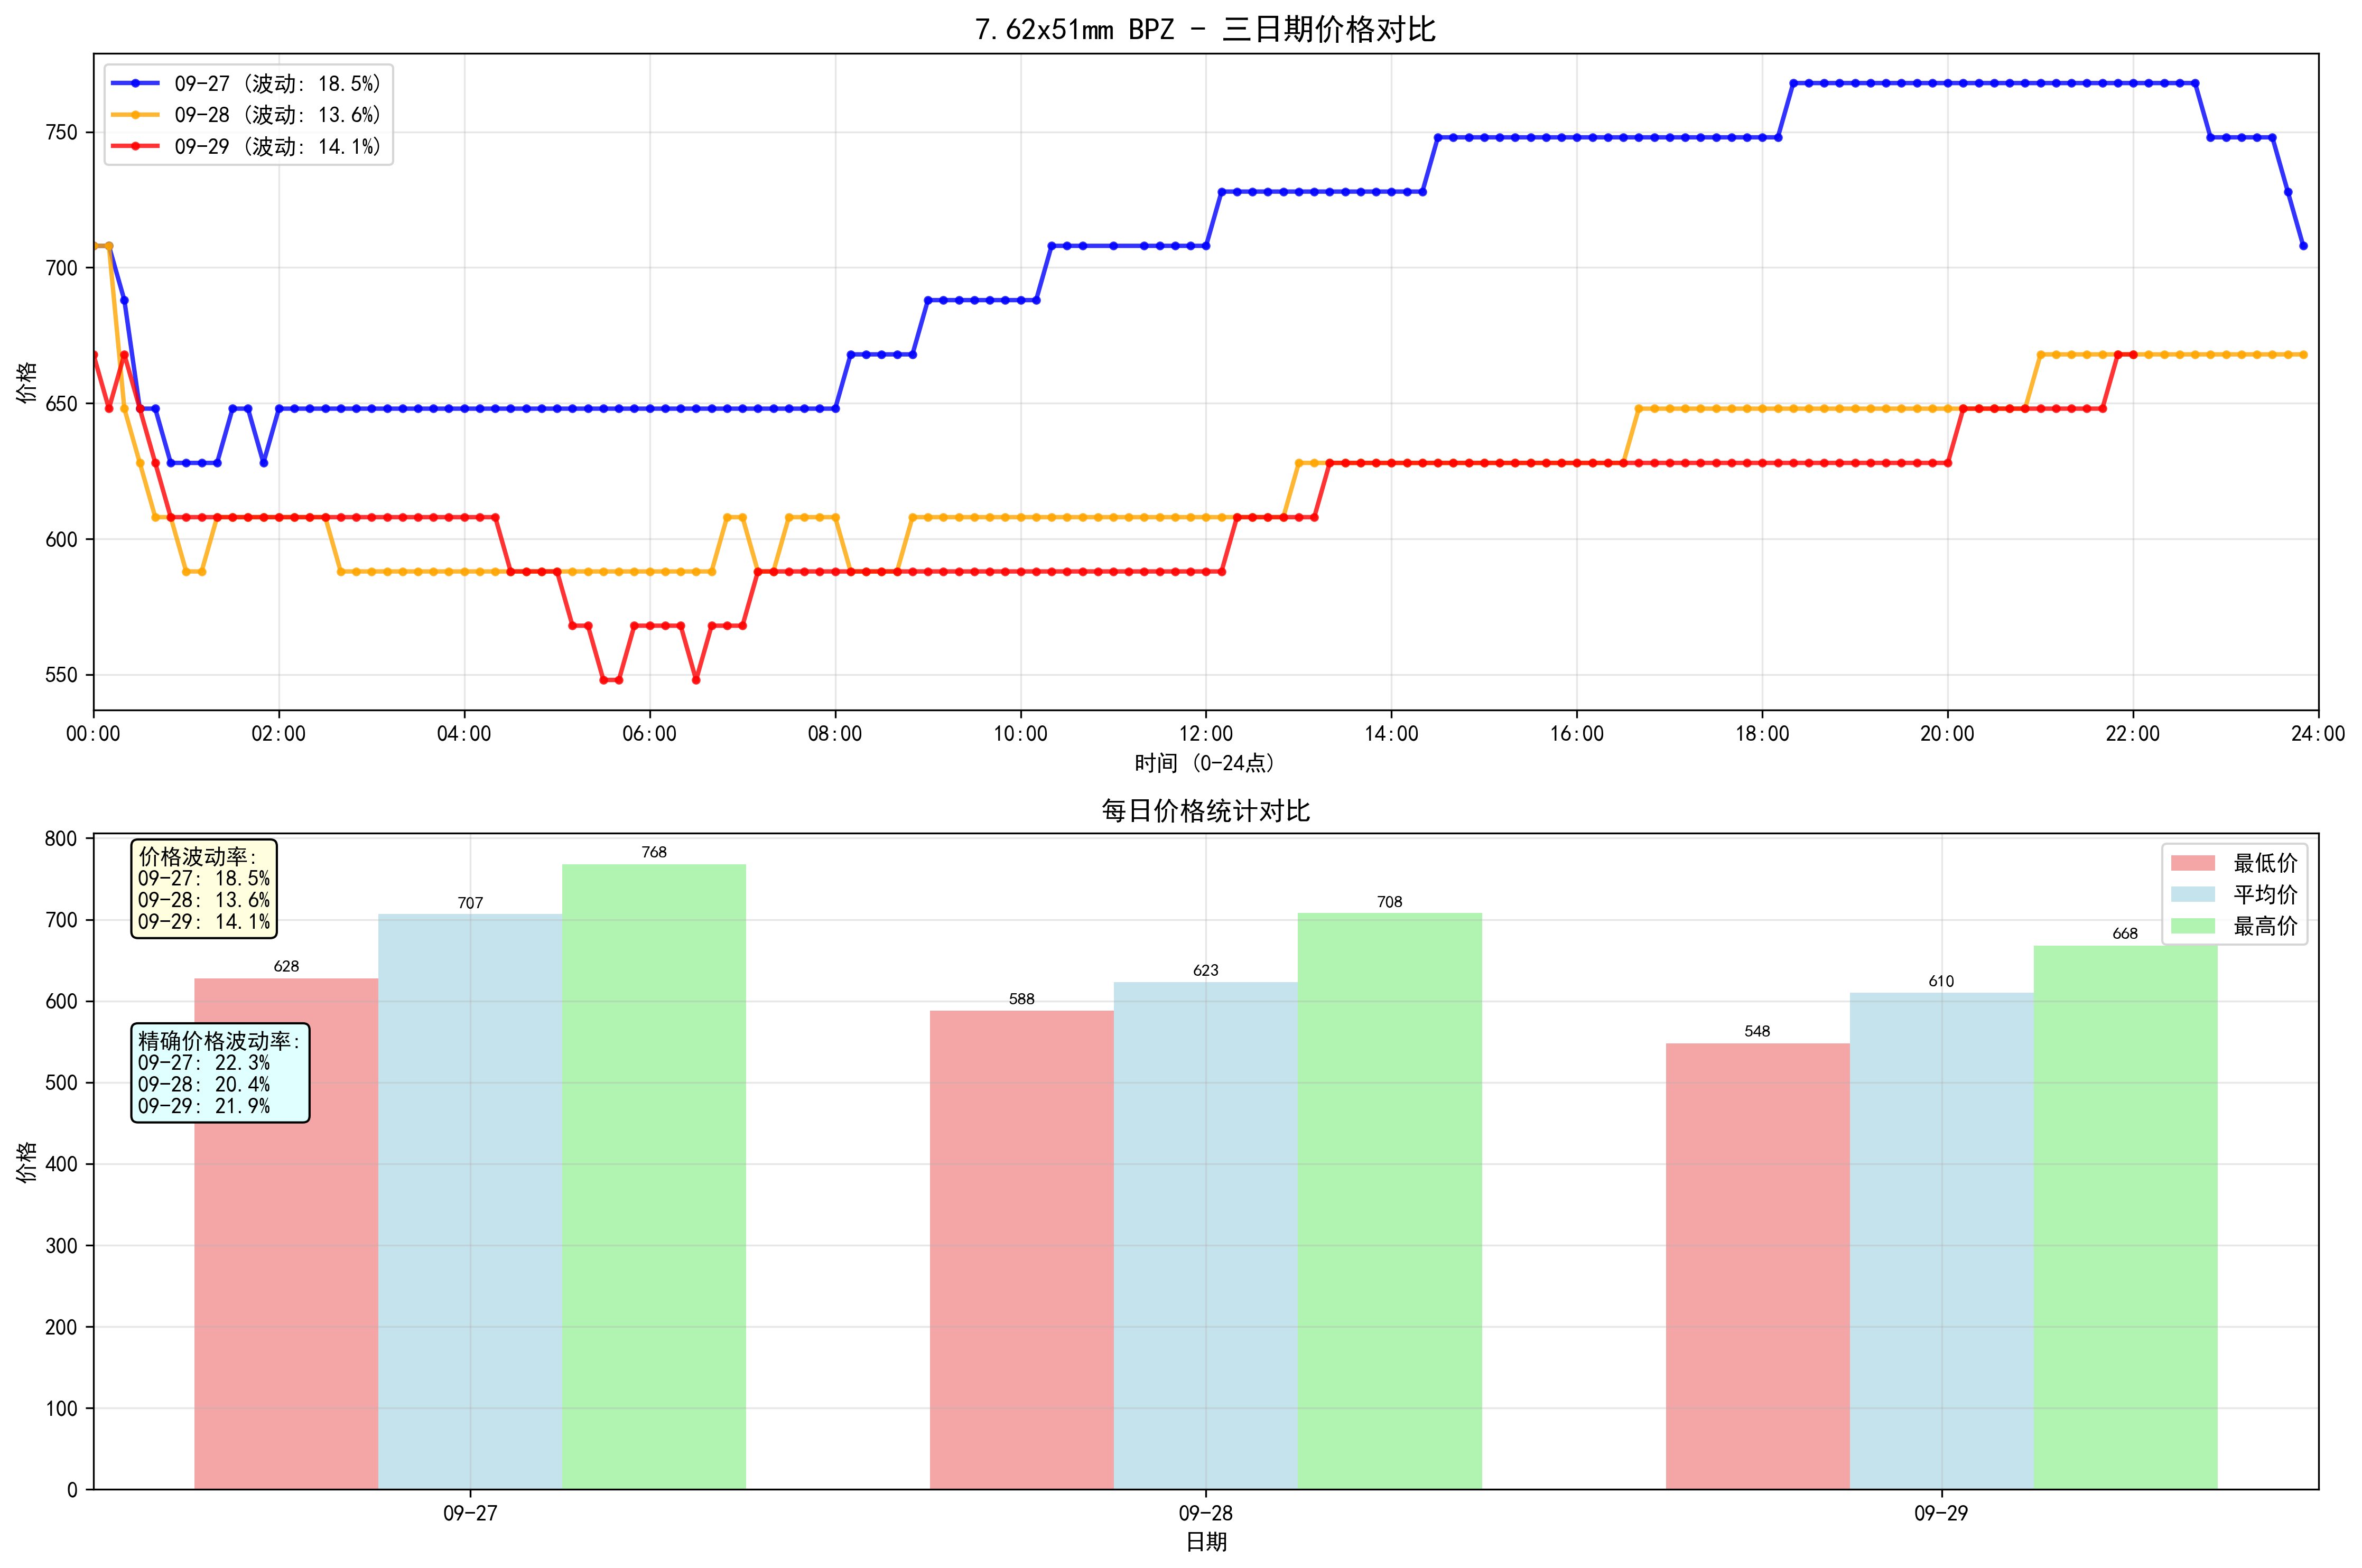 7.62x51mm BPZ - 三日期价格对比
09-27 (波动: 18.5%)
09-28 (波动: 13.6%)
09-29 (波动: 14.1%)
价格
750
700
650
600
550
00:00 02:00 04:00 06:00 08:00 10:00 12:00 14:00 16:00 18:00 20:00 22:00 24:00
时间 (0-24点)
每日价格统计对比
价格波动率:
09-27: 18.5%
09-28: 13.6%
09-29: 14.1%
精确价格波动率:
09-27: 22.3%
09-28: 20.4%
09-29: 21.9%
最低价
平均价
最高价
628 707 768
588 623 708
548 610 668
价格
800
700
600
500
400
300
200
100
0
09-27 09-28 09-29
日期